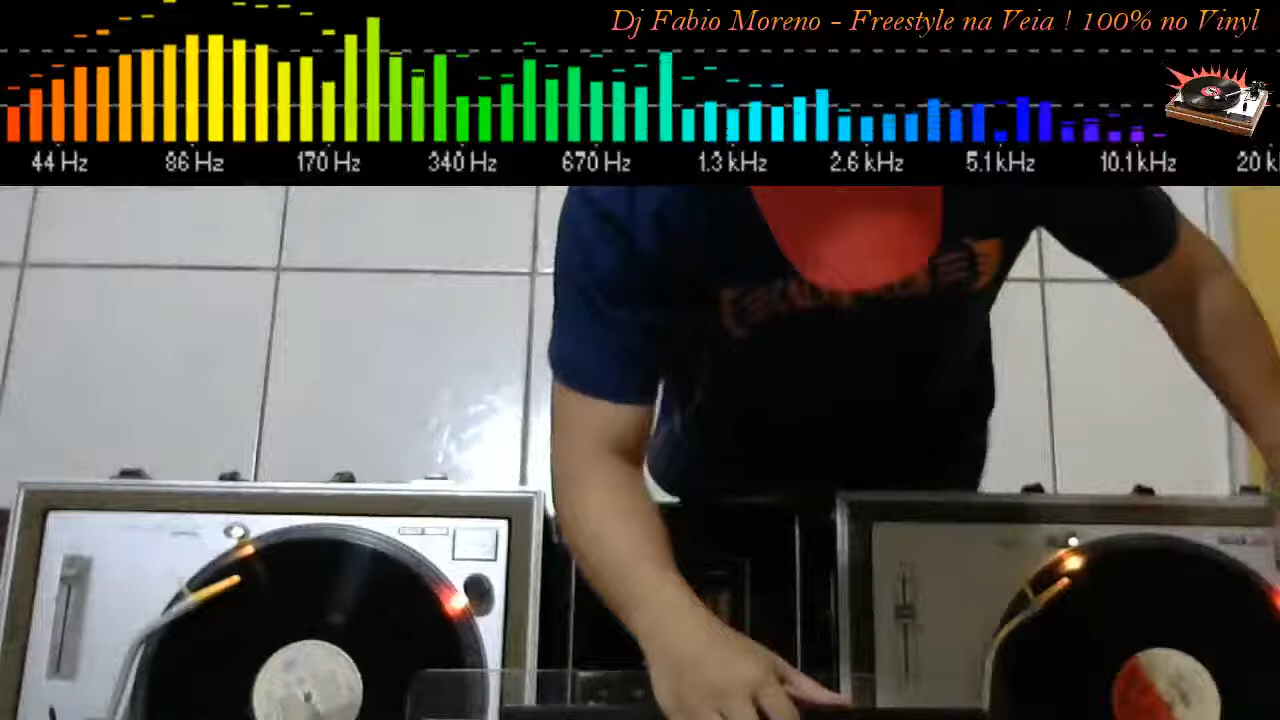 Dj Fabio Moreno - Freestyle na Veia ! 100% no Vinyl
44 Hz 86 Hz 170 Hz 340 Hz 670 Hz 1.3 kHz 2.6 kHz 5.1 kHz 10.1 kHz 20 k